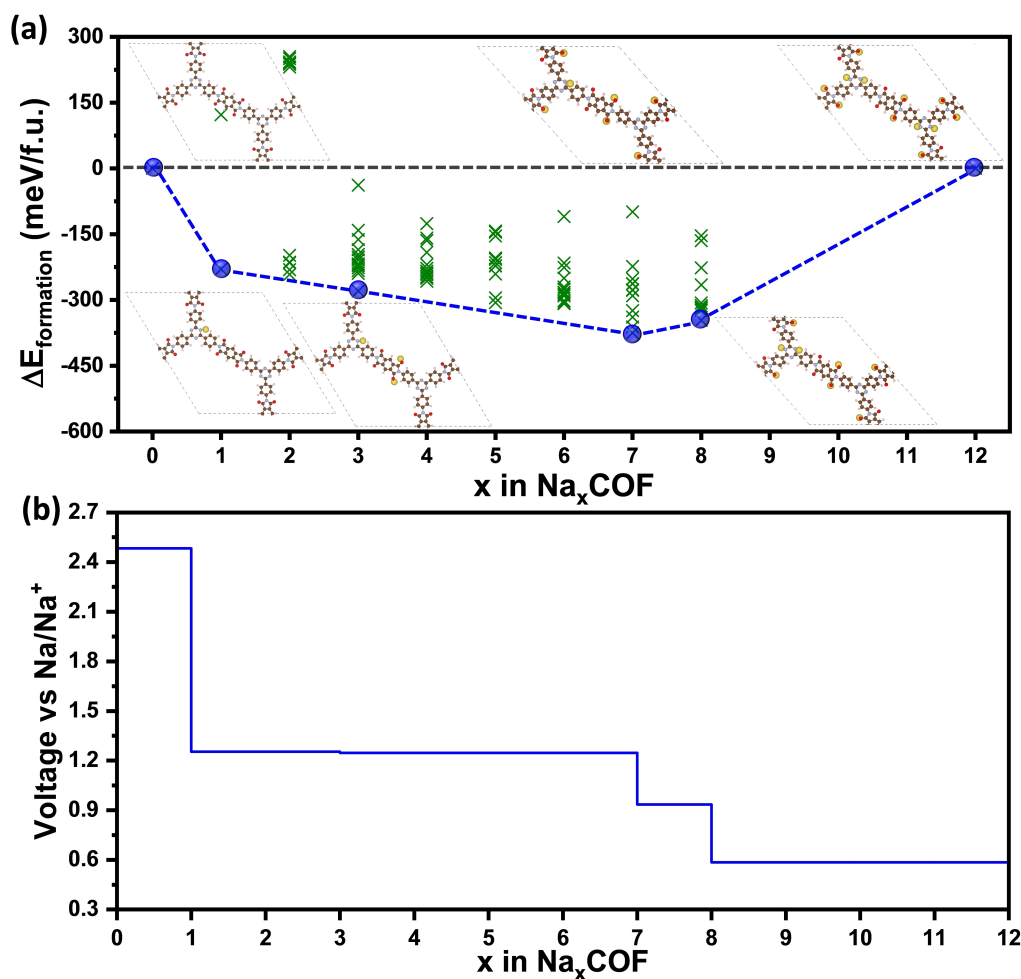 (a)
ΔE_formation (meV/f.u.)
300
150
0
-150
-300
-450
-600
0 1 2 3 4 5 6 7 8 9 10 11 12
x in NaₓCOF
(b)
Voltage vs Na/Na⁺
2.7
2.4
2.1
1.8
1.5
1.2
0.9
0.6
0.3
0 1 2 3 4 5 6 7 8 9 10 11 12
x in NaₓCOF